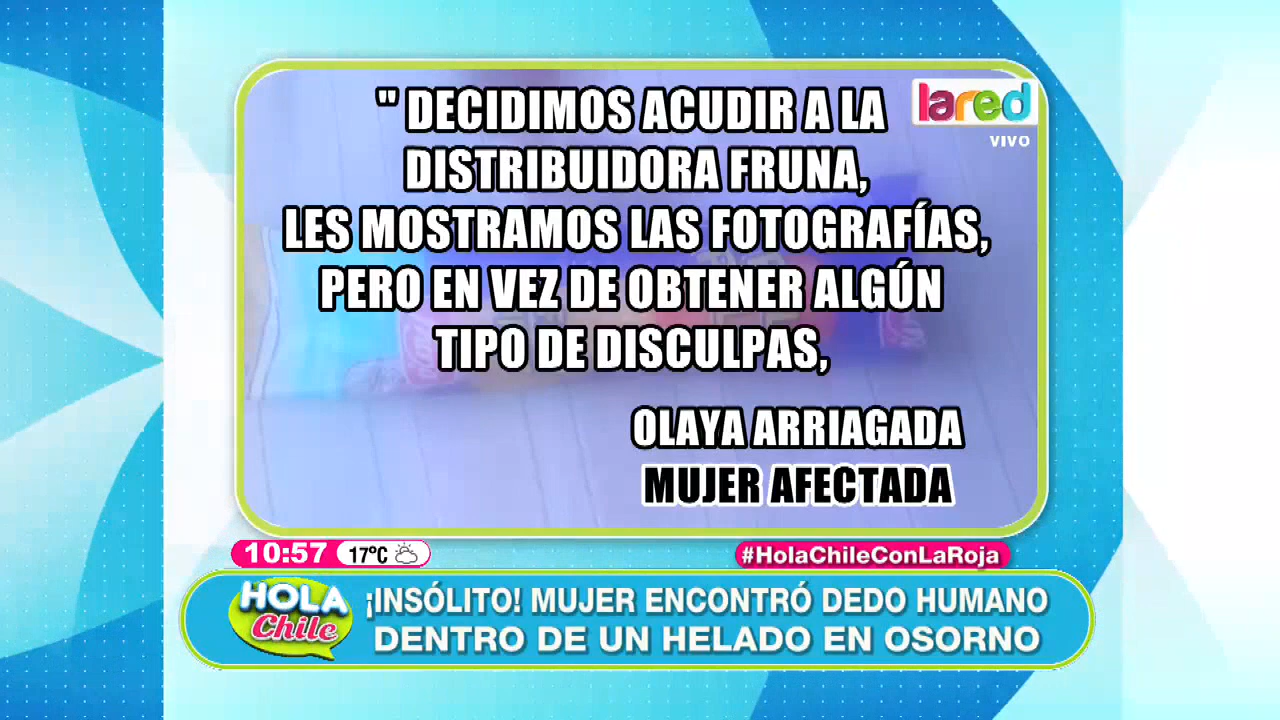 " DECIDIMOS ACUDIR A LA
DISTRIBUIDORA FRUNA,
LES MOSTRAMOS LAS FOTOGRAFÍAS,
PERO EN VEZ DE OBTENER ALGÚN
TIPO DE DISCULPAS,
OLAYA ARRIAGADA
MUJER AFECTADA
lared
VIVO
10:57 17ºC
#HolaChileConLaRoja
HOLA
Chile
¡INSÓLITO! MUJER ENCONTRÓ DEDO HUMANO
DENTRO DE UN HELADO EN OSORNO